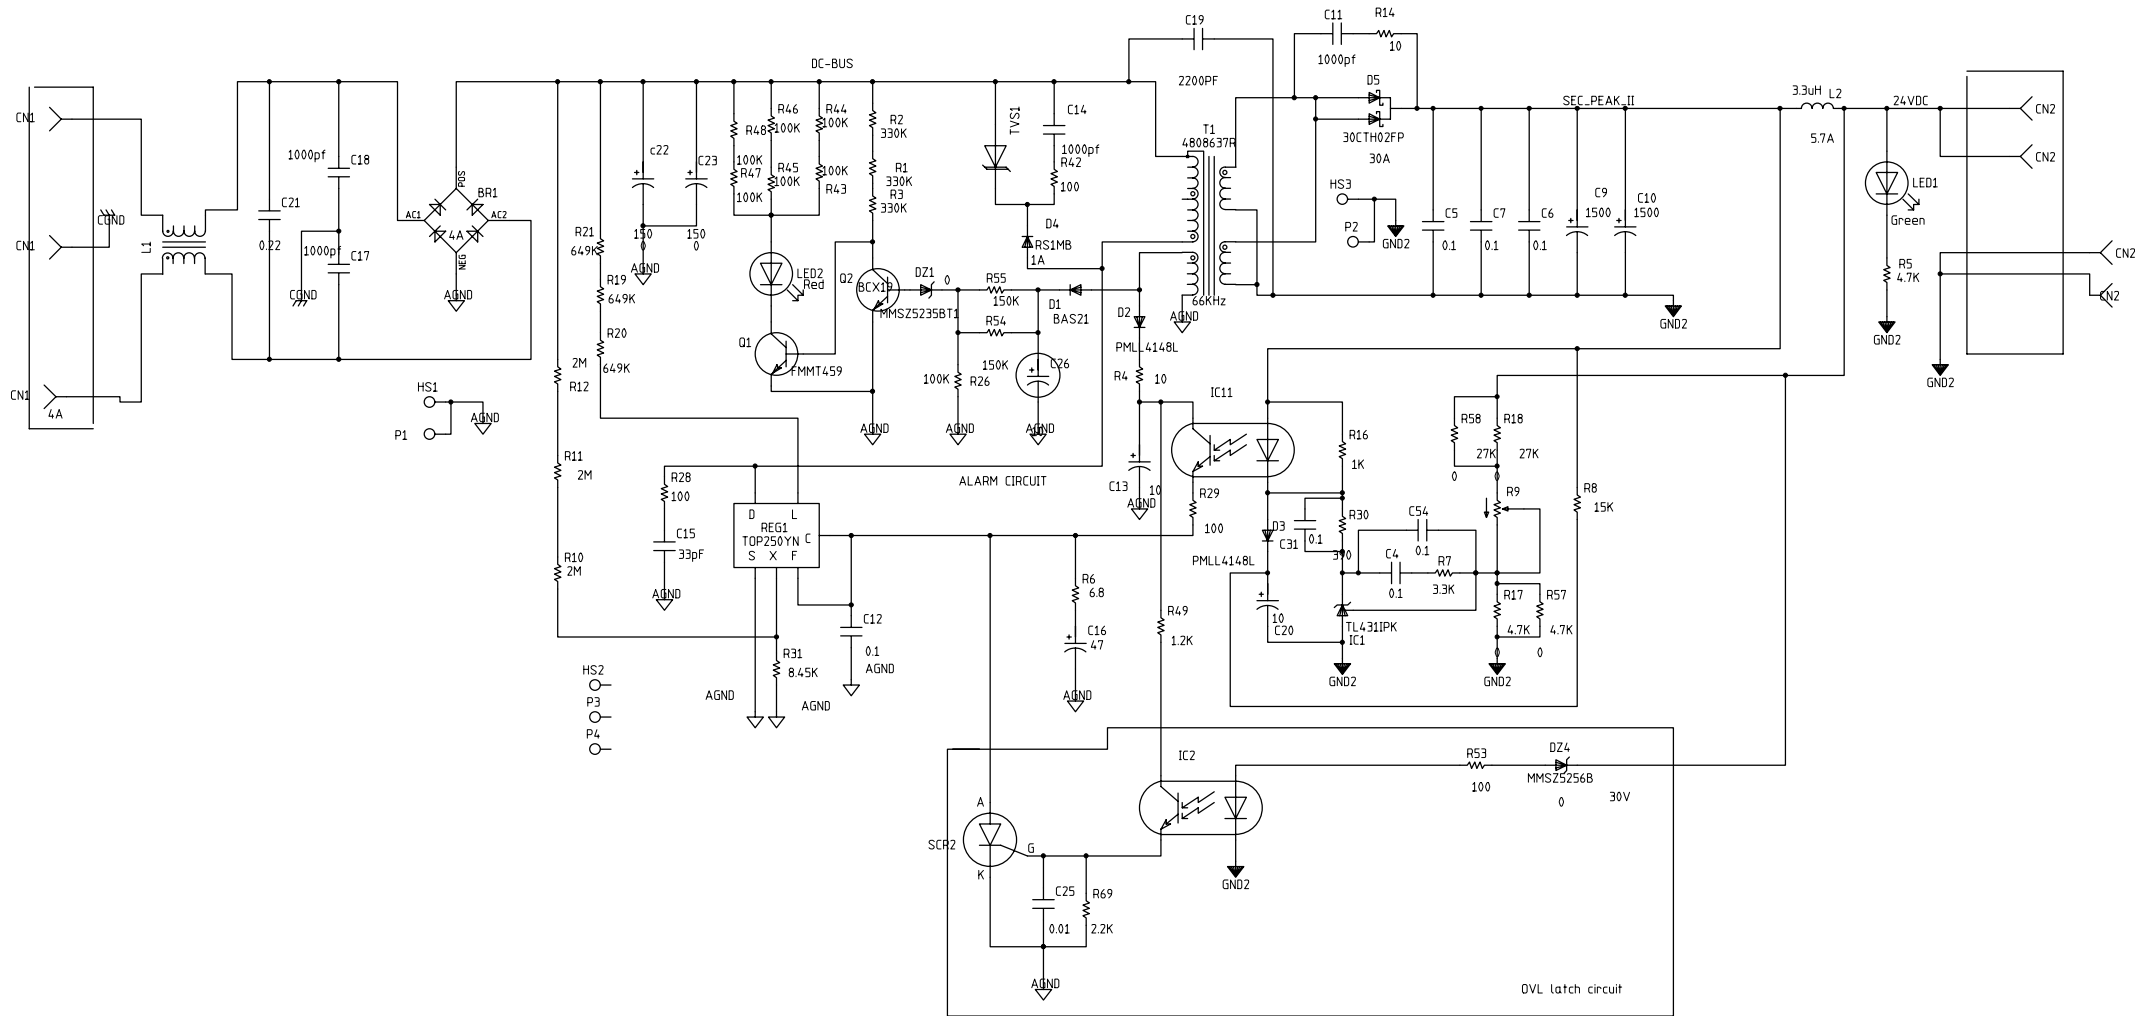 DC-BUS
C19
2200PF
C11
1000pf
R14
10
D5
30CTH02FP
30A
SEC_PEAK_II
3.3uH L2
5.7A
24VDC
CN2
CN2
CN2
CN2
CN1
CN1
CN1
4A
CGND
L1
C21
0.22
1000pf
C18
1000pf
C17
CGND
POS
BR1
AC1
AC2
4A
NEG
AGND
HS1
P1
AGND
R21
649K
R19
649K
R20
649K
c22
150
0
C23
150
0
AGND
R48
100K
R47
100K
R46
100K
R45
100K
R44
100K
100K
R43
R2
330K
R1
330K
R3
330K
LED2
Red
Q2
BCX19
DZ1
0
MMSZ5235BT1
Q1
FMMT459
AGND
TVS1
C14
1000pf
R42
100
D4
RS1MB
1A
R55
150K
R54
150K
D1
BAS21
100K
R26
AGND
C26
AGND
T1
4808637R
66KHz
AGND
D2
PMLL4148L
R4
10
C13
10
AGND
HS3
P2
GND2
C5
0.1
C7
0.1
C6
0.1
C9
1500
C10
1500
GND2
LED1
Green
R5
4.7K
GND2
GND2
2M
R12
R11
2M
R10
2M
R28
100
C15
33pF
AGND
ALARM CIRCUIT
D
L
REG1
TOP250YN
C
S
X
F
R31
8.45K
AGND
AGND
C12
0.1
AGND
R6
6.8
C16
47
AGND
HS2
P3
P4
IC11
R29
100
R49
1.2K
R16
1K
D3
PMLL4148L
C31
0.1
R30
390
10
C20
TL431IPK
IC1
GND2
C54
0.1
C4
0.1
R7
3.3K
R58
27K
0
R18
27K
0
R9
R8
15K
R17
4.7K
0
R57
4.7K
0
GND2
IC2
R53
100
DZ4
MMSZ5256B
0
30V
GND2
A
SCR2
G
K
C25
0.01
R69
2.2K
AGND
OVL latch circuit